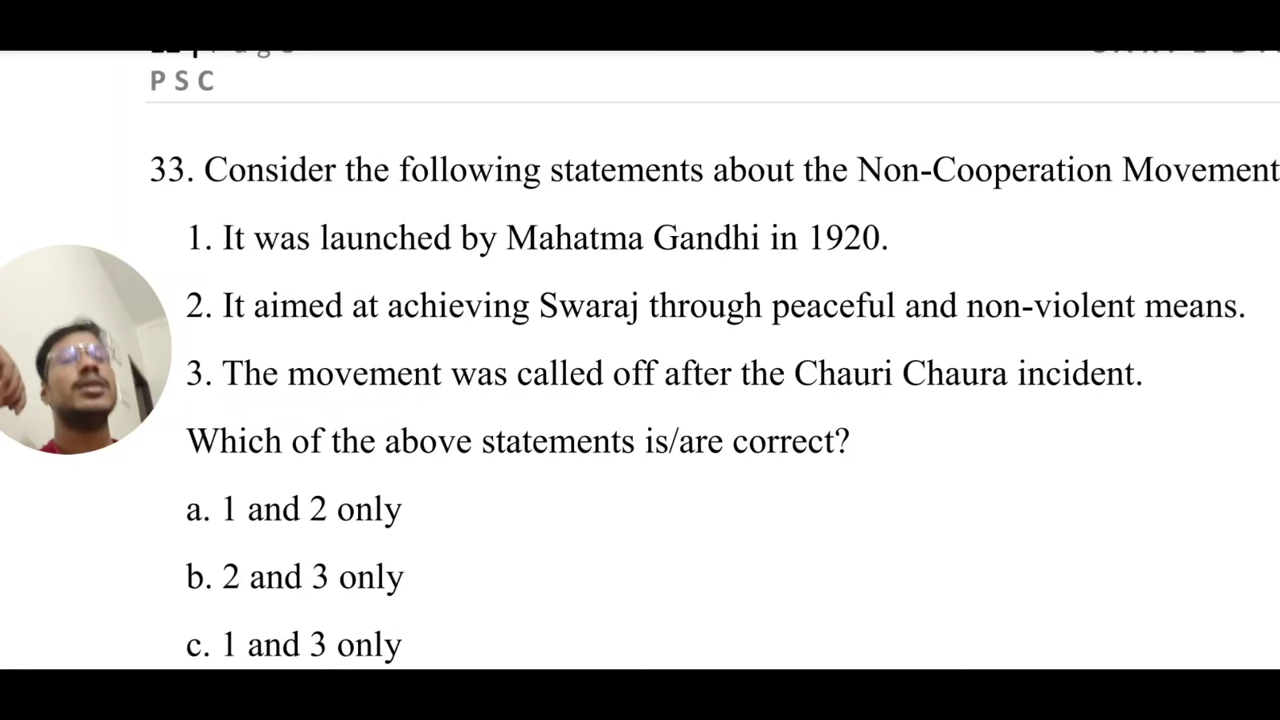 PSC
33. Consider the following statements about the Non-Cooperation Movement
1. It was launched by Mahatma Gandhi in 1920.
2. It aimed at achieving Swaraj through peaceful and non-violent means.
3. The movement was called off after the Chauri Chaura incident.
Which of the above statements is/are correct?
a. 1 and 2 only
b. 2 and 3 only
c. 1 and 3 only